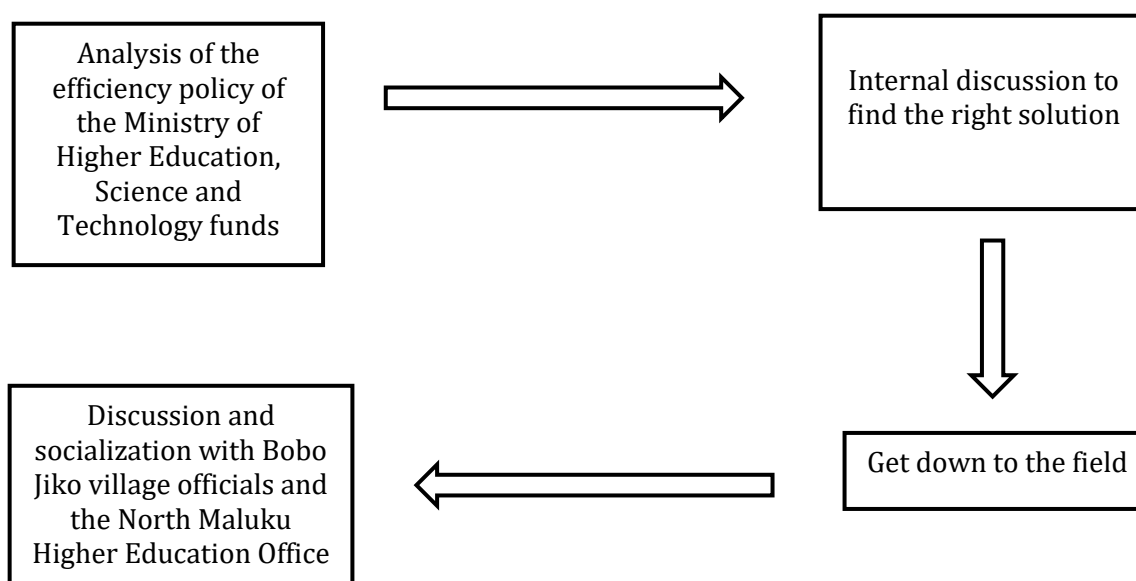 Analysis of the
efficiency policy of
the Ministry of
Higher Education,
Science and
Technology funds
Internal discussion to
find the right solution
Get down to the field
Discussion and
socialization with Bobo
Jiko village officials and
the North Maluku
Higher Education Office